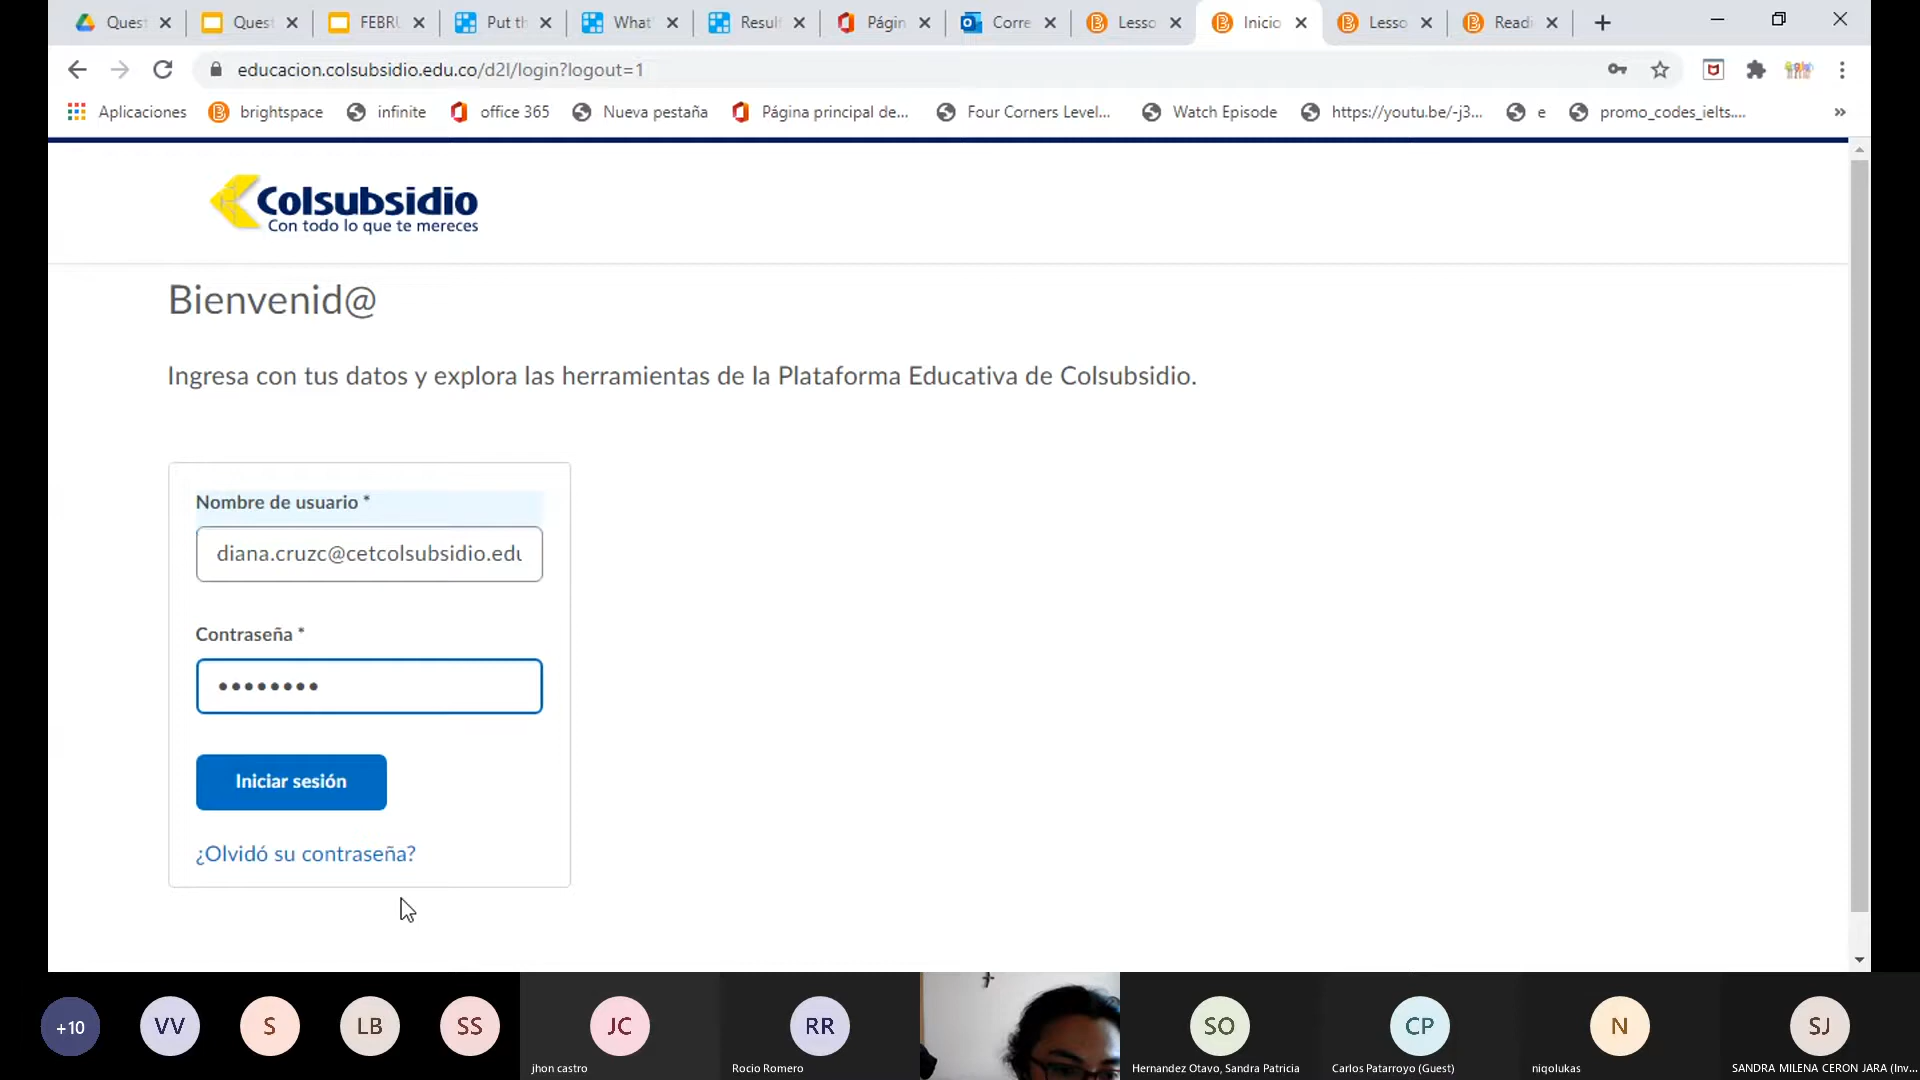 Quest
Quest
FEBRU
Put th
What
Result
Págin
Corre
Lesso
Inicio
Lesso
Readi
educacion.colsubsidio.edu.co/d2l/login?logout=1
Aplicaciones
brightspace
infinite
office 365
Nueva pestaña
Página principal de...
Four Corners Level...
Watch Episode
https://youtu.be/-j3...
e
promo_codes_ielts....
»
Colsubsidio
Con todo lo que te mereces
Bienvenid@
Ingresa con tus datos y explora las herramientas de la Plataforma Educativa de Colsubsidio.
Nombre de usuario *
diana.cruzc@cetcolsubsidio.edu
Contraseña *
••••••••
Iniciar sesión
¿Olvidó su contraseña?
+10
VV
S
LB
SS
JC
RR
SO
CP
N
SJ
jhon castro
Rocio Romero
Hernandez Otavo, Sandra Patricia
Carlos Patarroyo (Guest)
niqolukas
SANDRA MILENA CERON JARA (Inv...